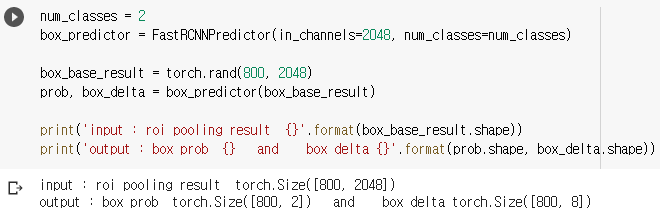 num_classes = 2
box_predictor = FastRCNNPredictor(in_channels=2048, num_classes=num_classes)
box_base_result = torch.rand(800, 2048)
prob, box_delta = box_predictor(box_base_result)
print('input : roi pooling result  {}'.format(box_base_result.shape))
print('output : box prob  {}   and    box delta {}'.format(prob.shape, box_delta.shape))
input : roi pooling result  torch.Size([800, 2048])
output : box prob  torch.Size([800, 2])   and    box delta torch.Size([800, 8])